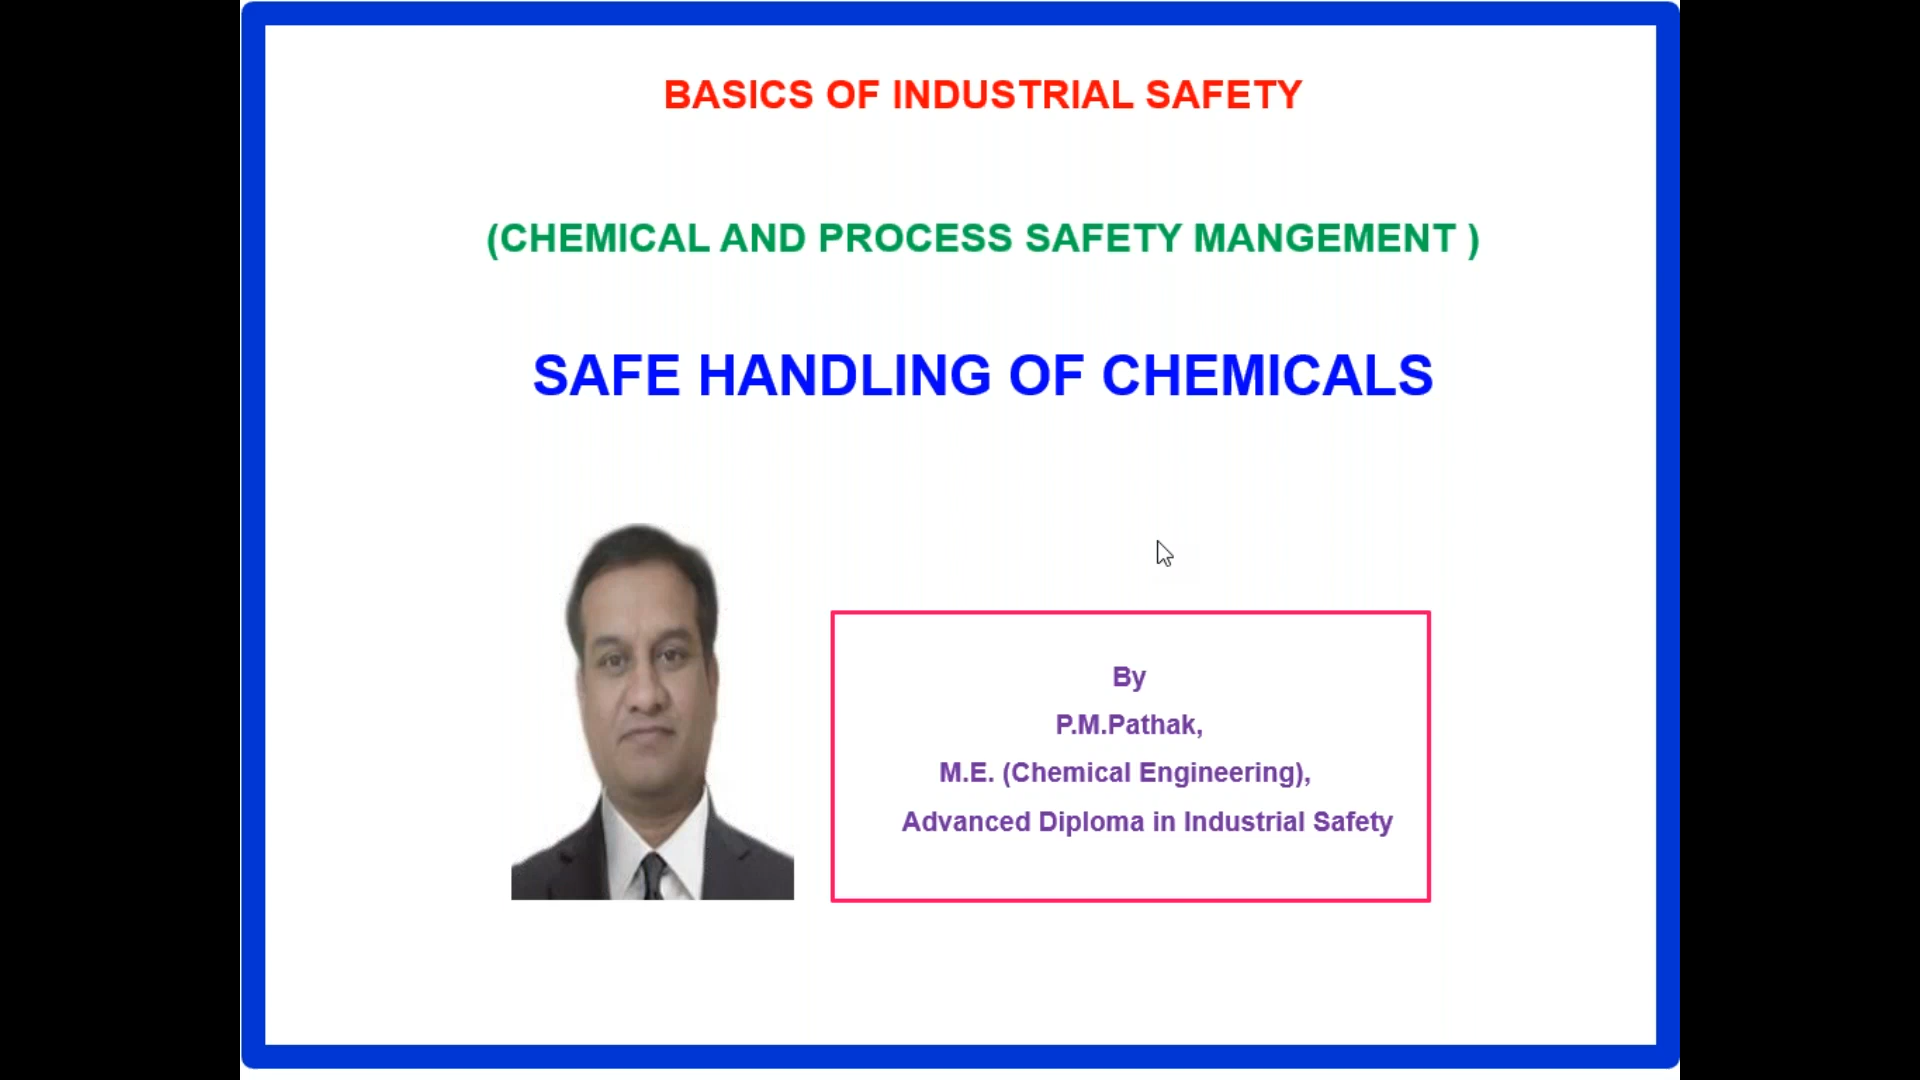 BASICS OF INDUSTRIAL SAFETY
(CHEMICAL AND PROCESS SAFETY MANGEMENT )
SAFE HANDLING OF CHEMICALS
By
P.M.Pathak,
M.E. (Chemical Engineering),
Advanced Diploma in Industrial Safety